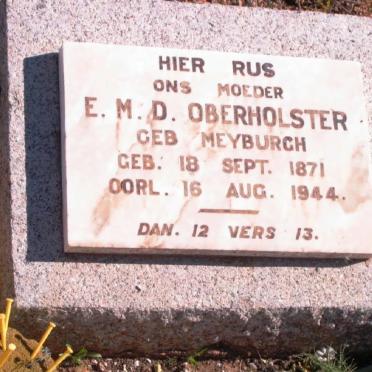 HIER RUS
ONS MOEDER
E. M. D. OBERHOLSTER
GEB MEYBURGH
GEB. 18 SEPT. 1871
OORL. 16 AUG. 1944.
DAN. 12 VERS 13.